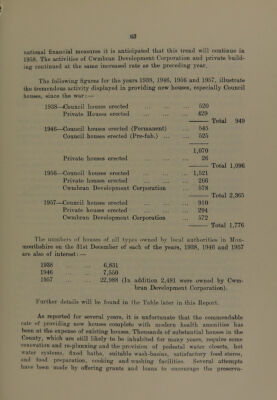 63
national financial measures it is anticipated that this trend will continue in
1958. The activities of Cwmbran Development Corporation and private build-
ing continued at the same increased rate as the preceding year.
The following figures for the years 1938, 1946, 1956 and 1957, illustrate
the tremendous activity displayed in providing new houses, especially Council
houses, since the war:—
1938—Council houses erected ... ... ... 520
Private Houses erected ... ... ... 429
Total 949
1946—Council houses erected (Permanent) ... 545
Council houses erected (Pre-fab.) ... ... 525
1,070
Private houses erected ... ... ... 26
Total 1,096
1956—Council houses erected ... ... ... 1,521
Private houses erected ... ... ... 266
Cwmbran Development Corporation ... 578
Total 2,365
1957—Council houses erected ... ... ... 910
Private houses erected ... ... ... 294
Cwmbran Development Corporation ... 572
Total 1,776
The numbers of houses of all types owned by local authorities in Mon-
mouthshire on the 31st December of each of the years, 1938, 1946 and 1957
are also of interest:—
1938 ... ... 6,831
1946 ... ... 7,550
1957 ... ... 22,988 (In addition 2,481 were owned by Cwm-
bran Development Corporation).
Further details will be found in the Table later in this Report.
As reported for several years, it is unfortunate that the commendable
rate of providing new houses complete with modern health amenities has
been at the expense of existing houses. Thousands of substantial houses in the
County, which are still likely to be inhabited for many years, require some
renovation and re-planning and the provision of pedestal water closets, hot
water systems, fixed baths, suitable wash-basins, satisfactory food stores,
and food preparation, cooking and washing facilities. Several attempts
have been made by offering grants and loans to encourage the preserva-